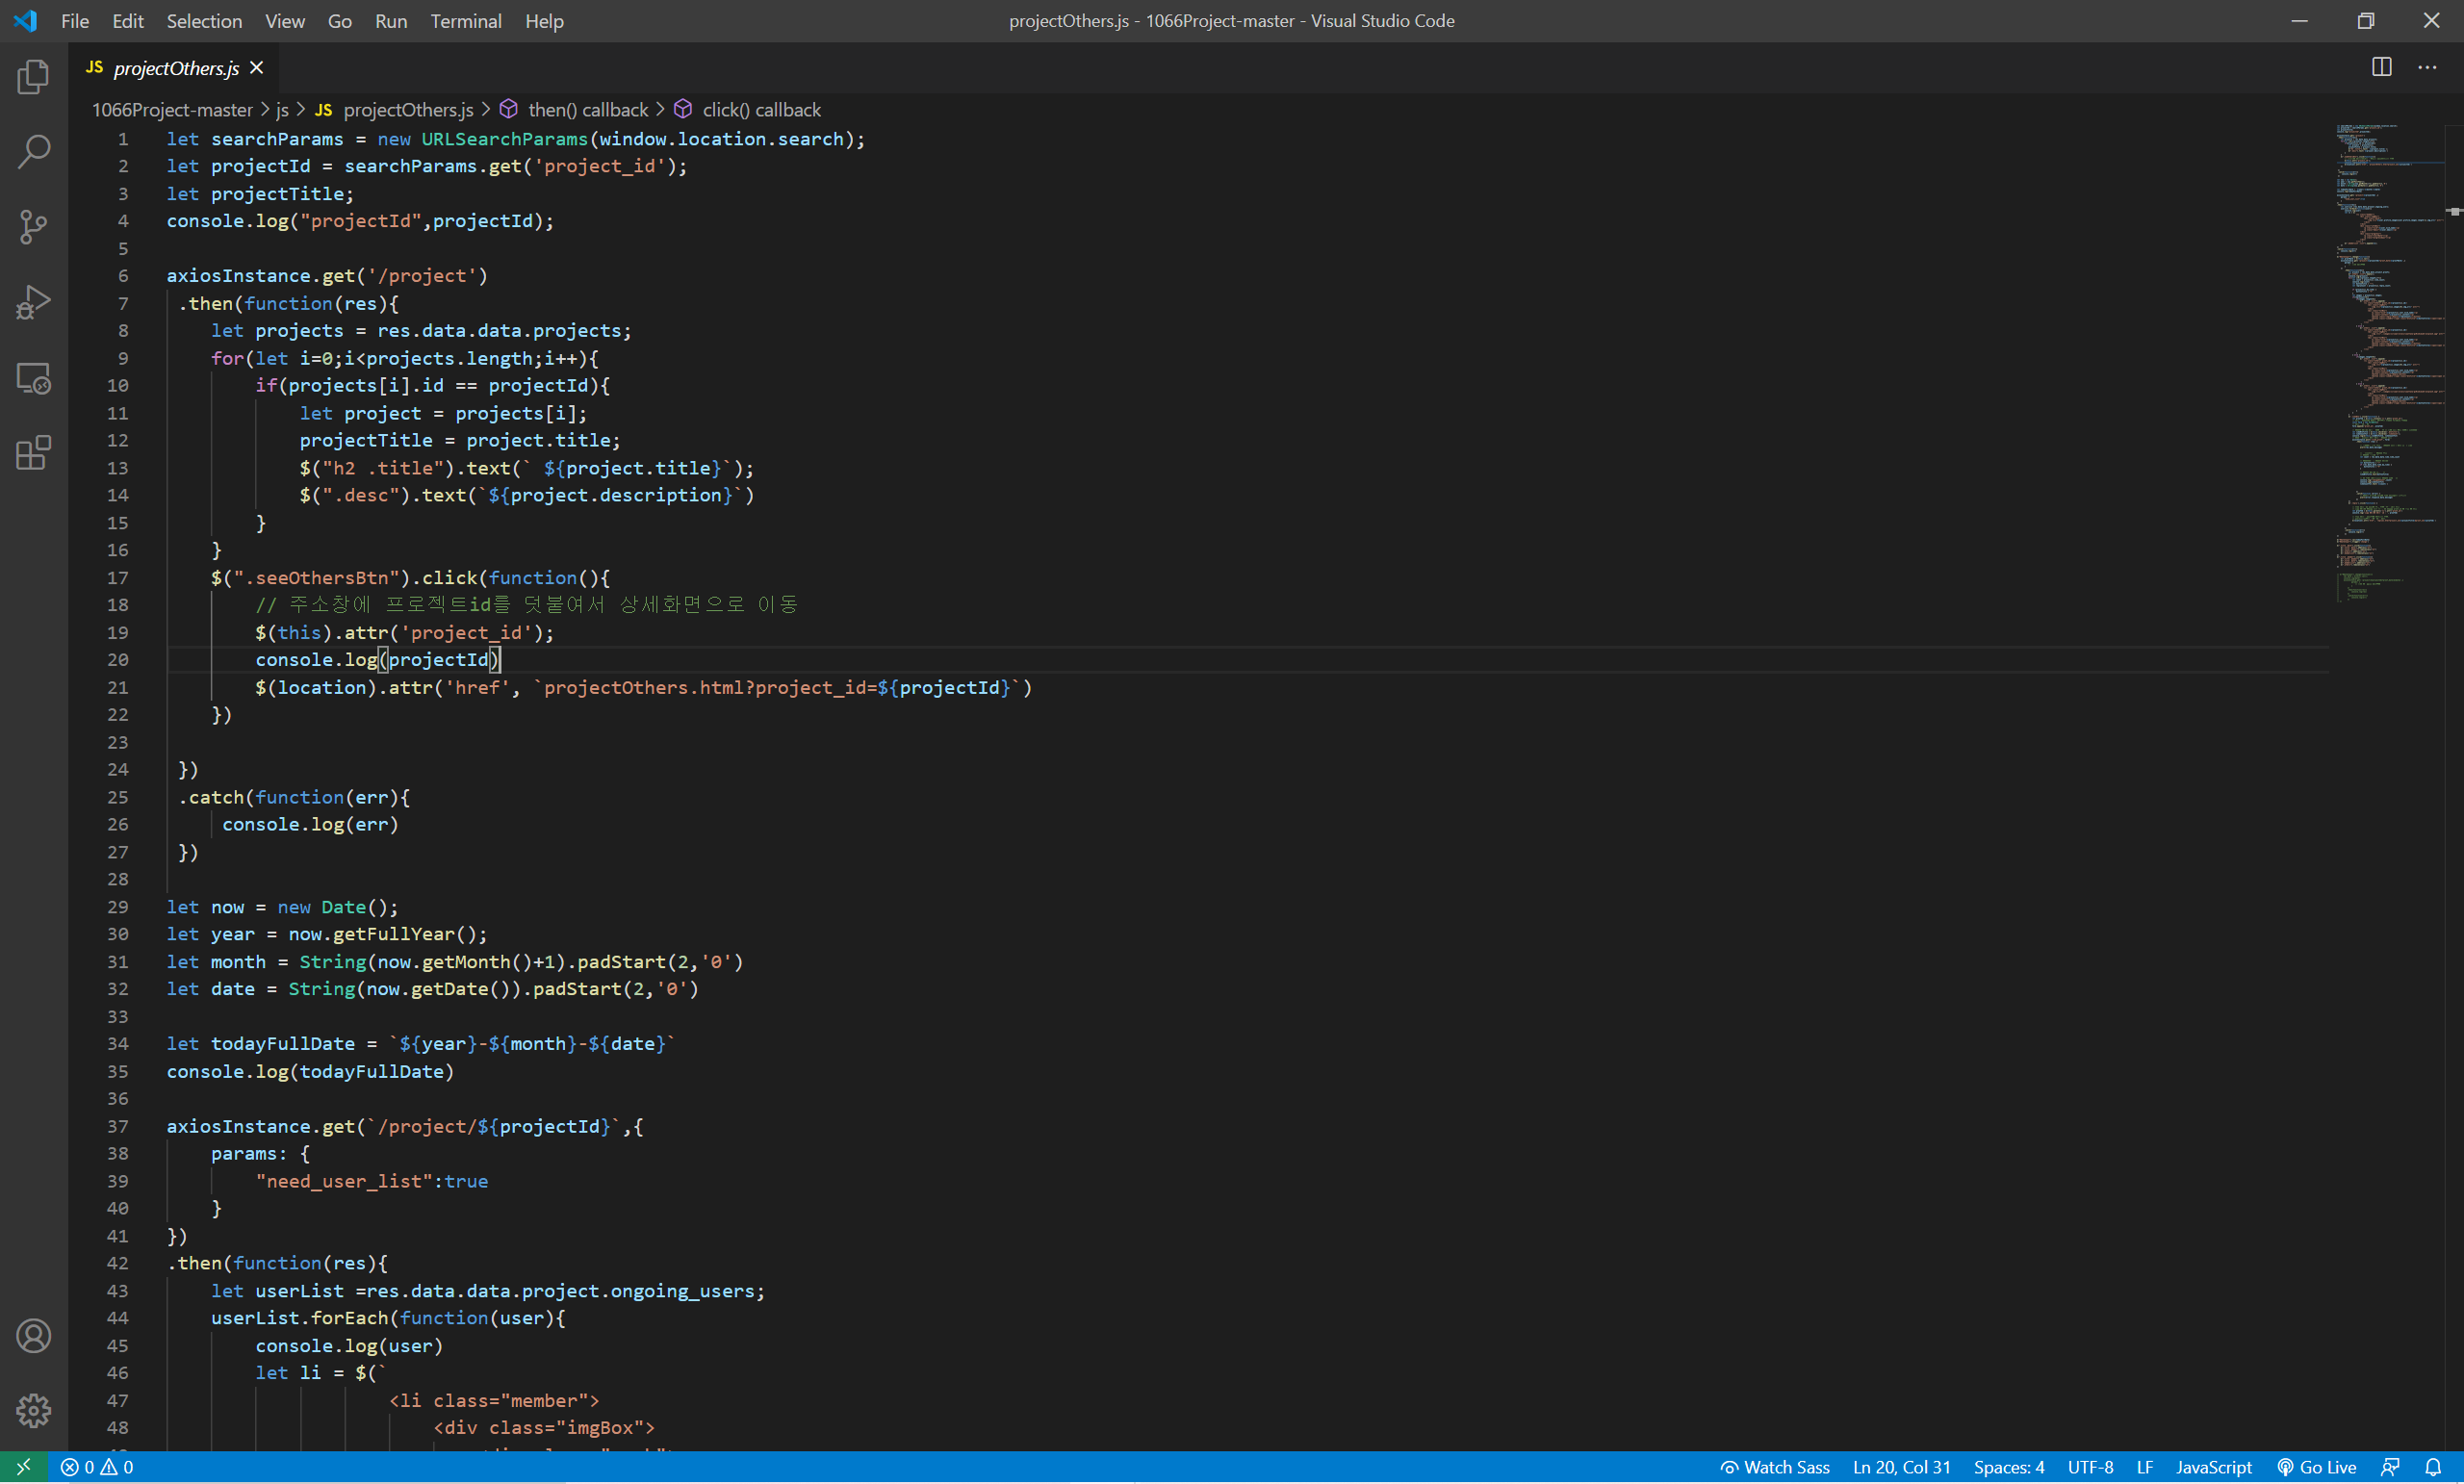 File Edit Selection View Go Run Terminal Help
projectOthers.js - 1066Project-master - Visual Studio Code
JS projectOthers.js
1066Project-master > js > JS projectOthers.js > then() callback > click() callback
1 let searchParams = new URLSearchParams(window.location.search);
2 let projectId = searchParams.get('project_id');
3 let projectTitle;
4 console.log("projectId",projectId);
5
6 axiosInstance.get('/project')
7 .then(function(res){
8 let projects = res.data.data.projects;
9 for(let i=0;i<projects.length;i++){
10 if(projects[i].id == projectId){
11 let project = projects[i];
12 projectTitle = project.title;
13 $("h2 .title").text(` ${project.title}`);
14 $(".desc").text(`${project.description}`)
15 }
16 }
17 $(".seeOthersBtn").click(function(){
18 // 주소창에 프로젝트id를 덧붙여서 상세화면으로 이동
19 $(this).attr('project_id');
20 console.log(projectId)
21 $(location).attr('href', `projectOthers.html?project_id=${projectId}`)
22 })
23
24 })
25 .catch(function(err){
26 console.log(err)
27 })
28
29 let now = new Date();
30 let year = now.getFullYear();
31 let month = String(now.getMonth()+1).padStart(2,'0')
32 let date = String(now.getDate()).padStart(2,'0')
33
34 let todayFullDate = `${year}-${month}-${date}`
35 console.log(todayFullDate)
36
37 axiosInstance.get(`/project/${projectId}`,{
38 params: {
39 "need_user_list":true
40 }
41 })
42 .then(function(res){
43 let userList =res.data.data.project.ongoing_users;
44 userList.forEach(function(user){
45 console.log(user)
46 let li = $(`
47 <li class="member">
48 <div class="imgBox">
0 0
Watch Sass Ln 20, Col 31 Spaces: 4 UTF-8 LF JavaScript Go Live